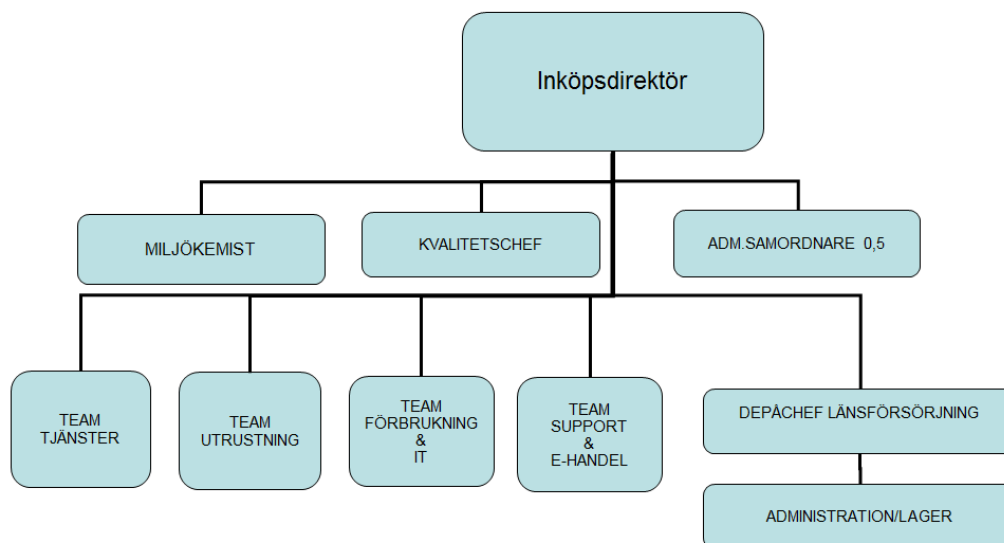 Inköpsdirektör
MILJÖKEMIST
KVALITETSCHEF
ADM.SAMORDNARE 0,5
TEAM
TJÄNSTER
TEAM
UTRUSTNING
TEAM
FÖRBRUKNING
&
IT
TEAM
SUPPORT
&
E-HANDEL
DEPÅCHEF LÄNSFÖRSÖRJNING
ADMINISTRATION/LAGER